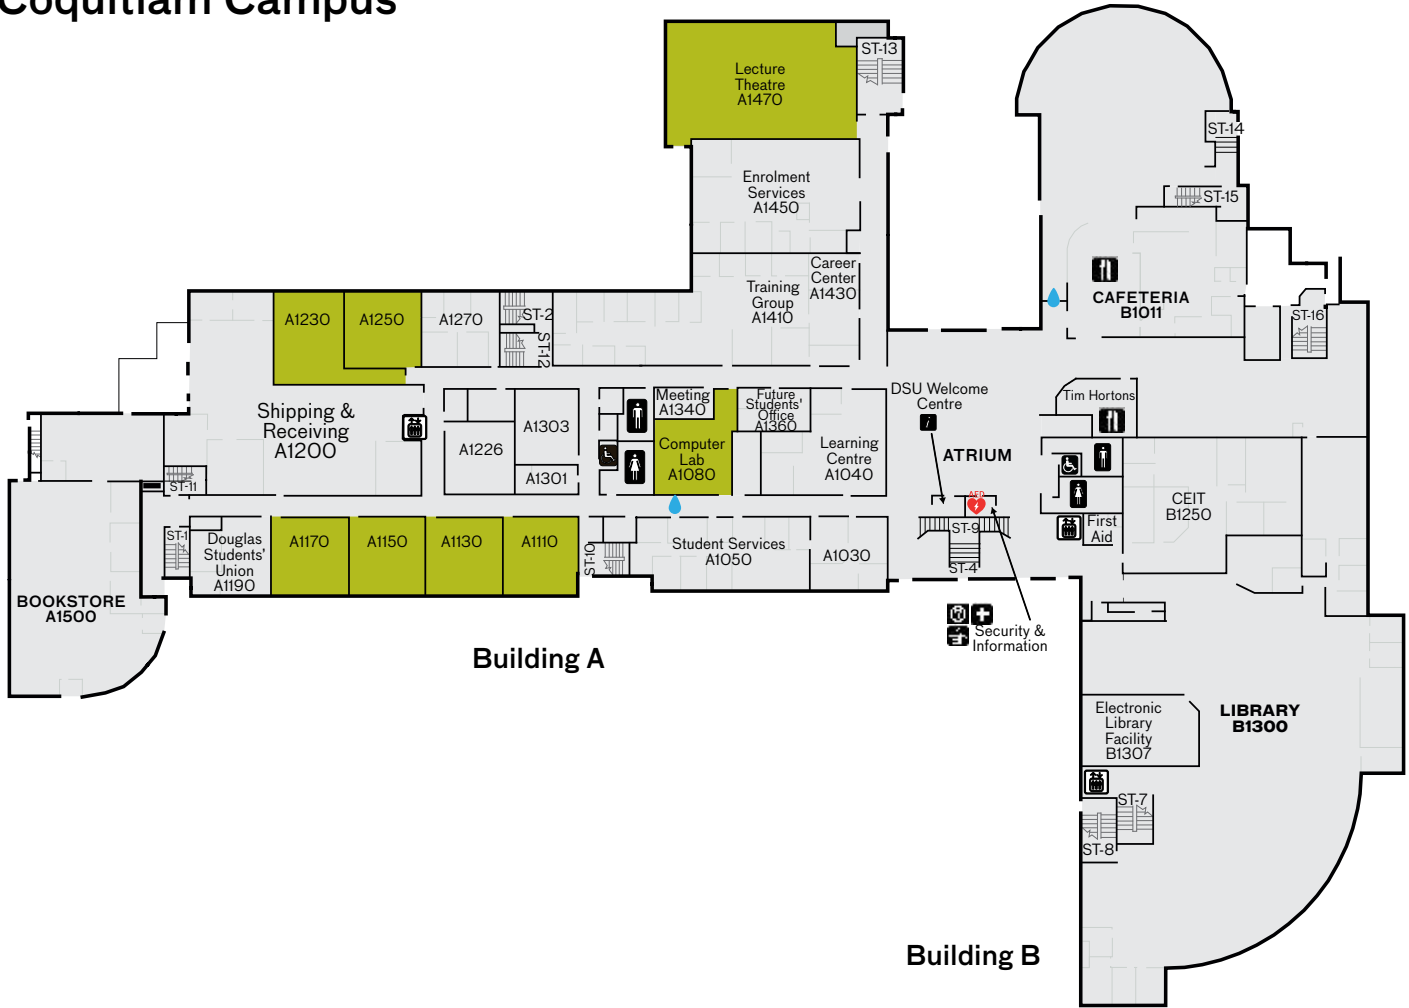 Coquitlam Campus
Lecture
Theatre
A1470
ST-13
ST-14
ST-15
Enrolment
Services
A1450
Career
Center
A1430
Training
Group
A1410
CAFETERIA
B1011
ST-16
A1230
A1250
A1270
ST-2
ST-12
Shipping &
Receiving
A1200
A1226
A1303
A1301
Meeting
A1340
Computer
Lab
A1080
Future
Students'
Office
A1360
Learning
Centre
A1040
DSU Welcome
Centre
i
ATRIUM
AED
Tim Hortons
CEIT
B1250
First
Aid
ST-11
ST-1
Douglas
Students'
Union
A1190
A1170
A1150
A1130
A1110
ST-10
Student Services
A1050
A1030
ST-9
ST-4
BOOKSTORE
A1500
Security &
Information
Building A
Electronic
Library
Facility
B1307
LIBRARY
B1300
ST-7
ST-8
Building B